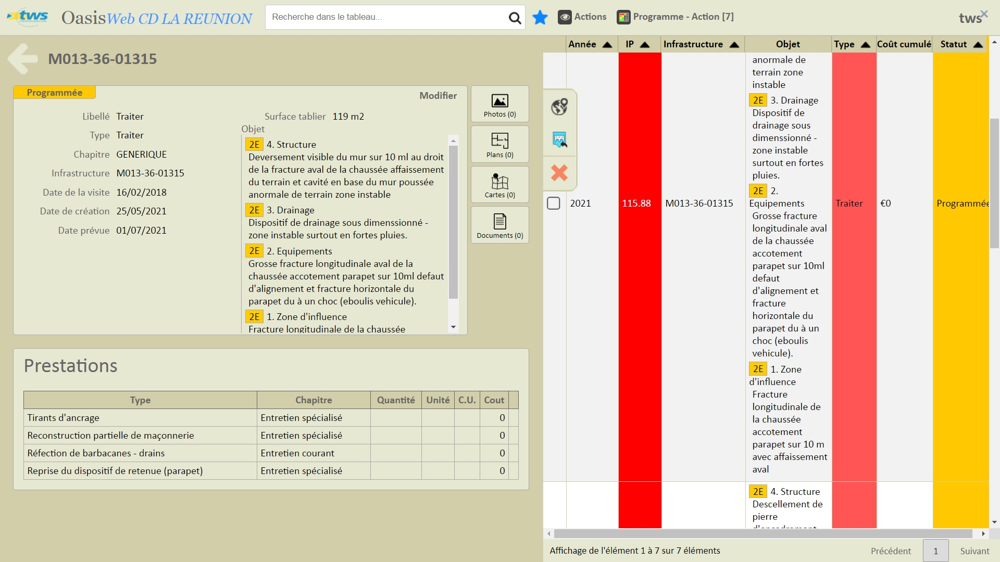 tws
OasisWeb CD LA REUNION
Recherche dans le tableau...
Actions
Programme - Action [7]
tws
M013-36-01315
Programmée
Modifier
Libellé Traiter
Type Traiter
Chapitre GENERIQUE
Infrastructure M013-36-01315
Date de la visite 16/02/2018
Date de création 25/05/2021
Date prévue 01/07/2021
Surface tablier 119 m2
Objet
2E 4. Structure
Deversement visible du mur sur 10 ml au droit
de la fracture aval de la chaussée affaissement
du terrain et cavité en base du mur poussée
anormale de terrain zone instable
2E 3. Drainage
Dispositif de drainage sous dimenssionné -
zone instable surtout en fortes pluies.
2E 2. Equipements
Grosse fracture longitudinale aval de la
chaussée accotement parapet sur 10ml defaut
d'alignement et fracture horizontale du
parapet du à un choc (eboulis vehicule).
2E 1. Zone d'influence
Fracture longitudinale de la chaussée
Photos (0)
Plans (0)
Cartes (0)
Documents (0)
Prestations
Type Chapitre Quantité Unité C.U. Cout
Tirants d'ancrage Entretien spécialisé 0
Reconstruction partielle de maçonnerie Entretien spécialisé 0
Réfection de barbacanes - drains Entretien courant 0
Reprise du dispositif de retenue (parapet) Entretien spécialisé 0
Année IP Infrastructure Objet Type Coût cumulé Statut
anormale de
terrain zone
instable
2E 3. Drainage
Dispositif de
drainage sous
dimenssionné -
zone instable
surtout en fortes
pluies.
2E 2.
Equipements
2021 115.88 M013-36-01315 Traiter €0 Programmée
Grosse fracture
longitudinale aval
de la chaussée
accotement
parapet sur 10ml
defaut
d'alignement et
fracture
horizontale du
parapet du à un
choc (eboulis
vehicule).
2E 1. Zone
d'influence
Fracture
longitudinale de
la chaussée
accotement
parapet sur 10 m
avec affaissement
aval
2E 4. Structure
Descellement de
pierre
Affichage de l'élément 1 à 7 sur 7 éléments
Précédent 1 Suivant